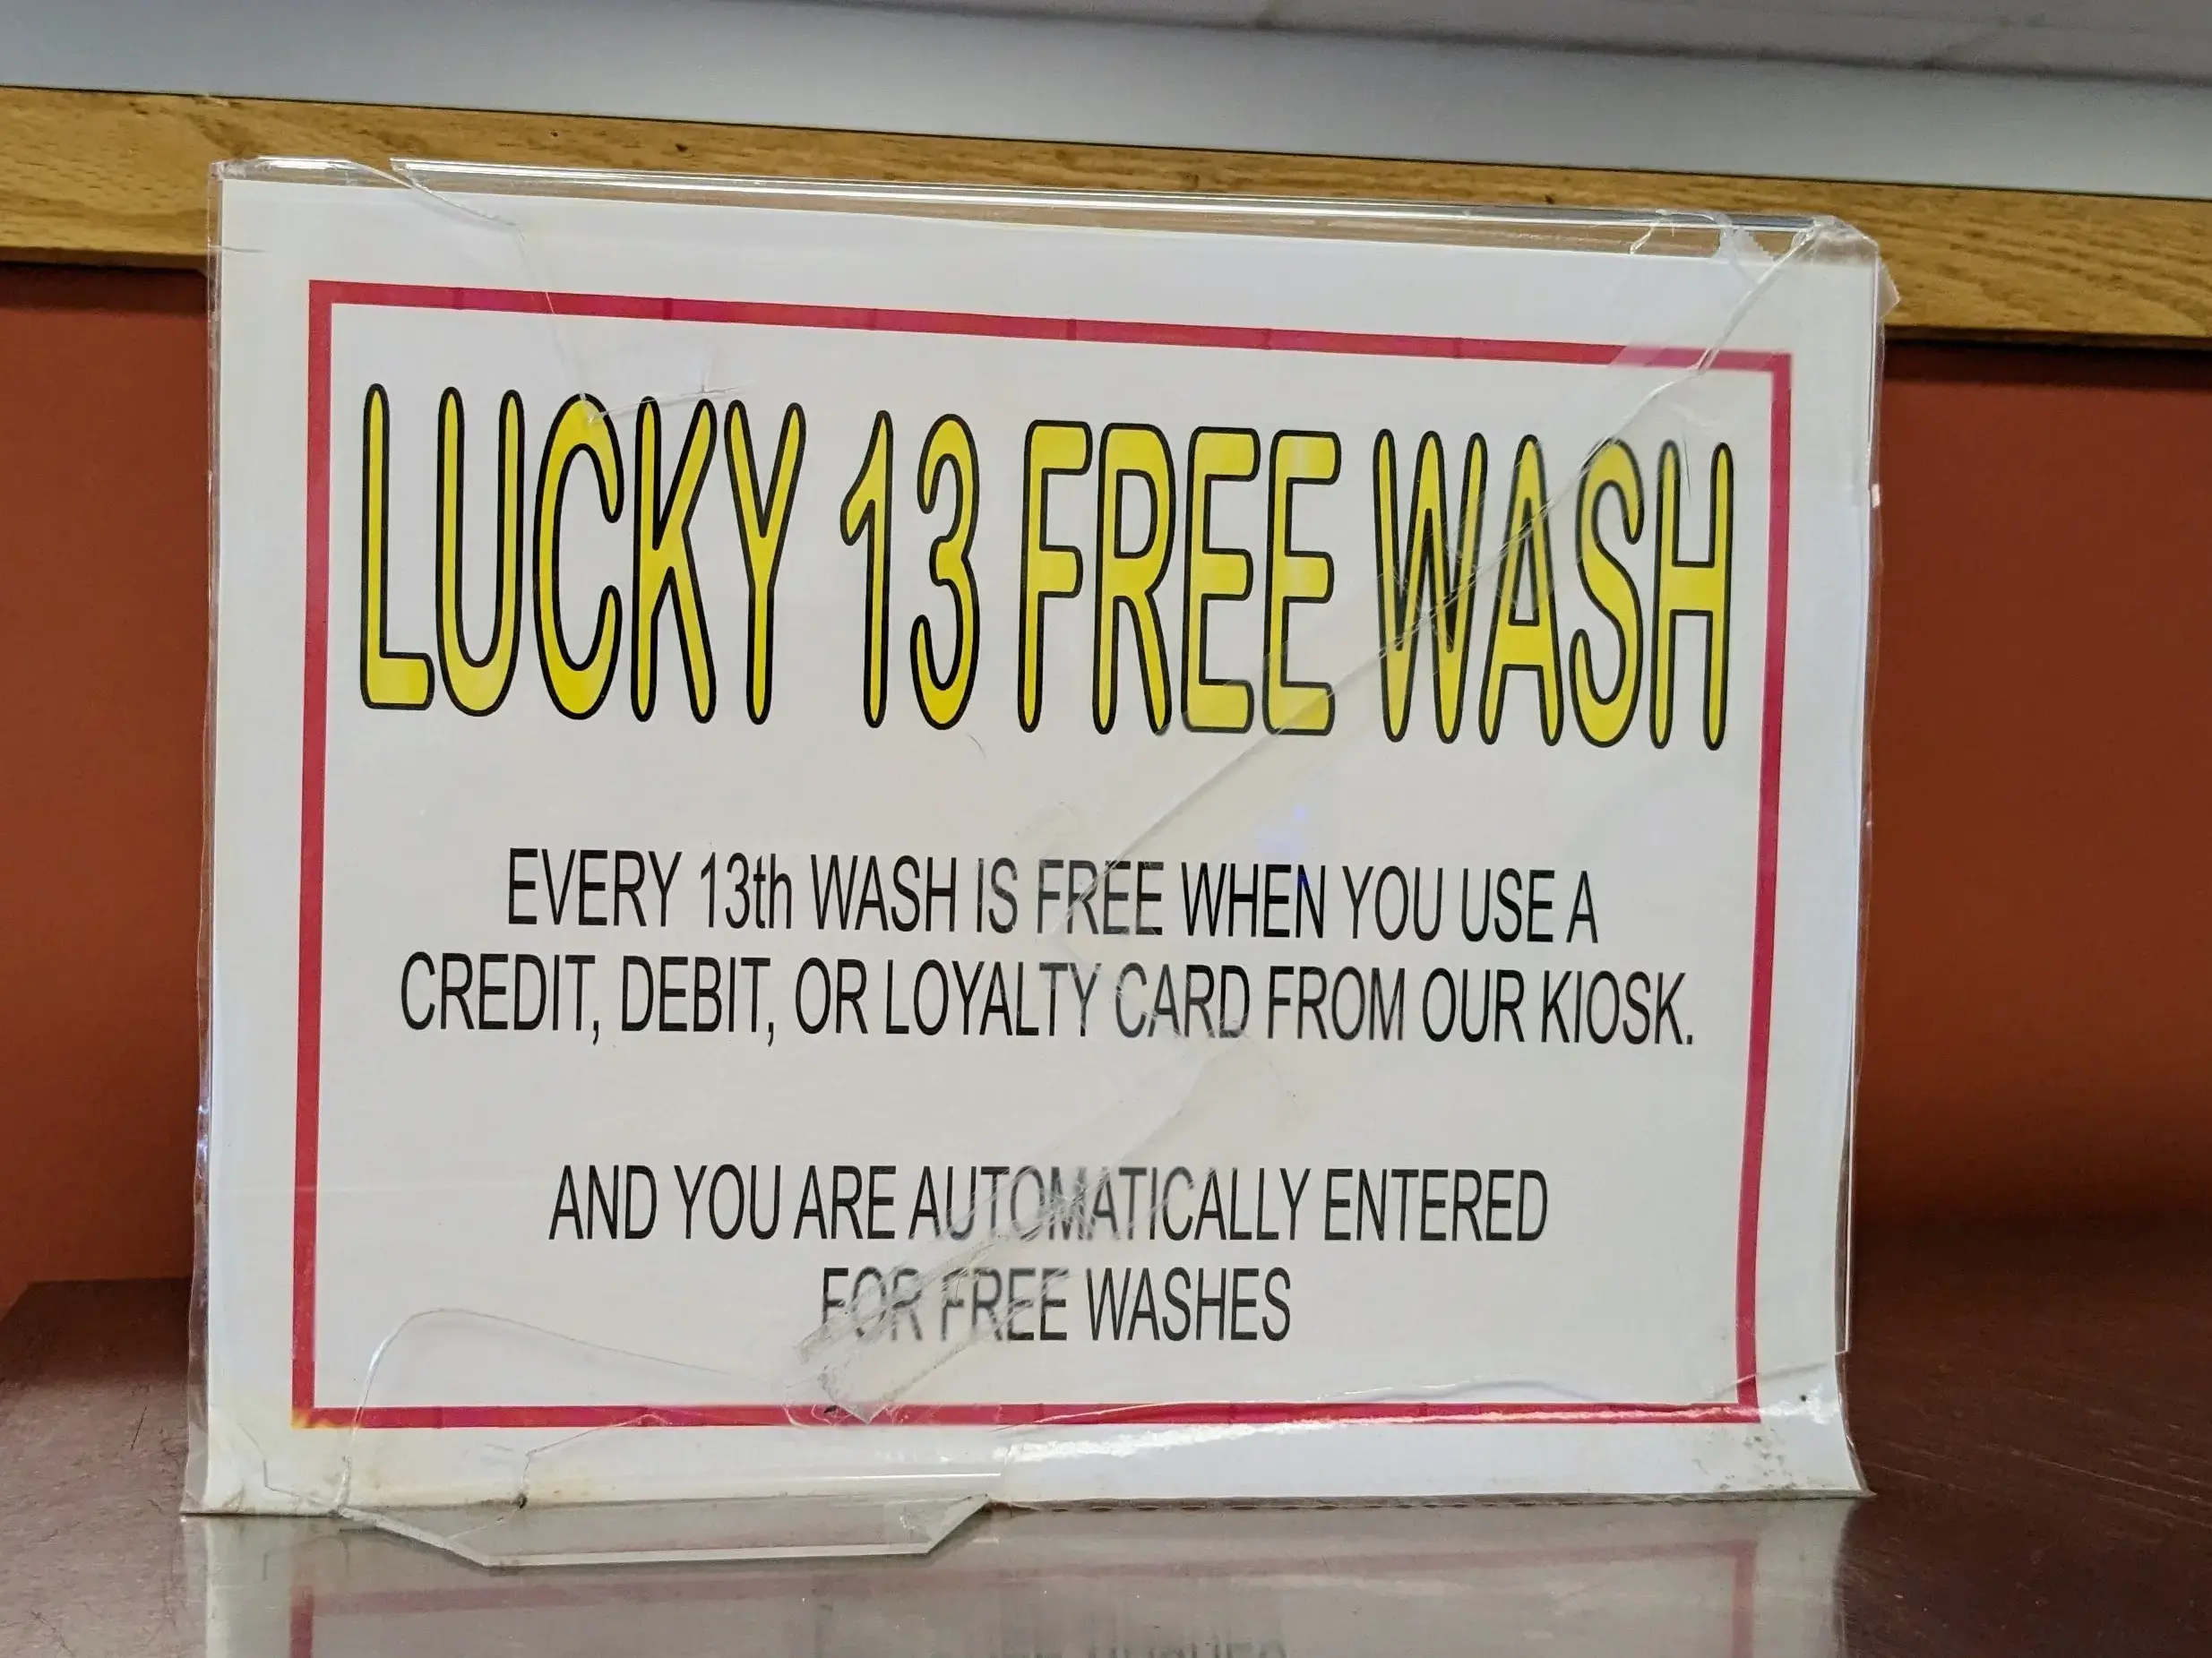 LUCKY 13 FREE WASH
EVERY 13th WASH IS FREE WHEN YOU USE A
CREDIT, DEBIT, OR LOYALTY CARD FROM OUR KIOSK.
AND YOU ARE AUTOMATICALLY ENTERED
FOR FREE WASHES